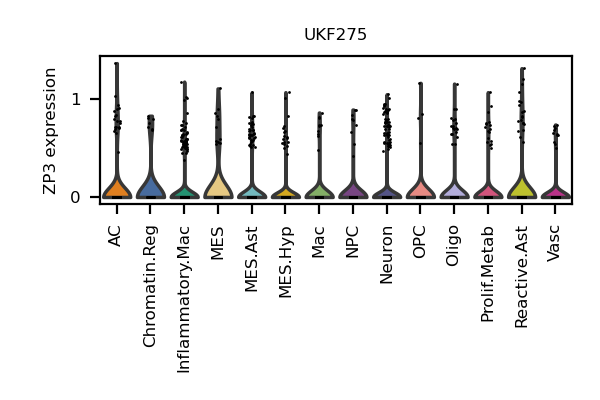 UKF275
ZP3 expression
1
0
AC
Chromatin.Reg
Inflammatory.Mac
MES
MES.Ast
MES.Hyp
Mac
NPC
Neuron
OPC
Oligo
Prolif.Metab
Reactive.Ast
Vasc